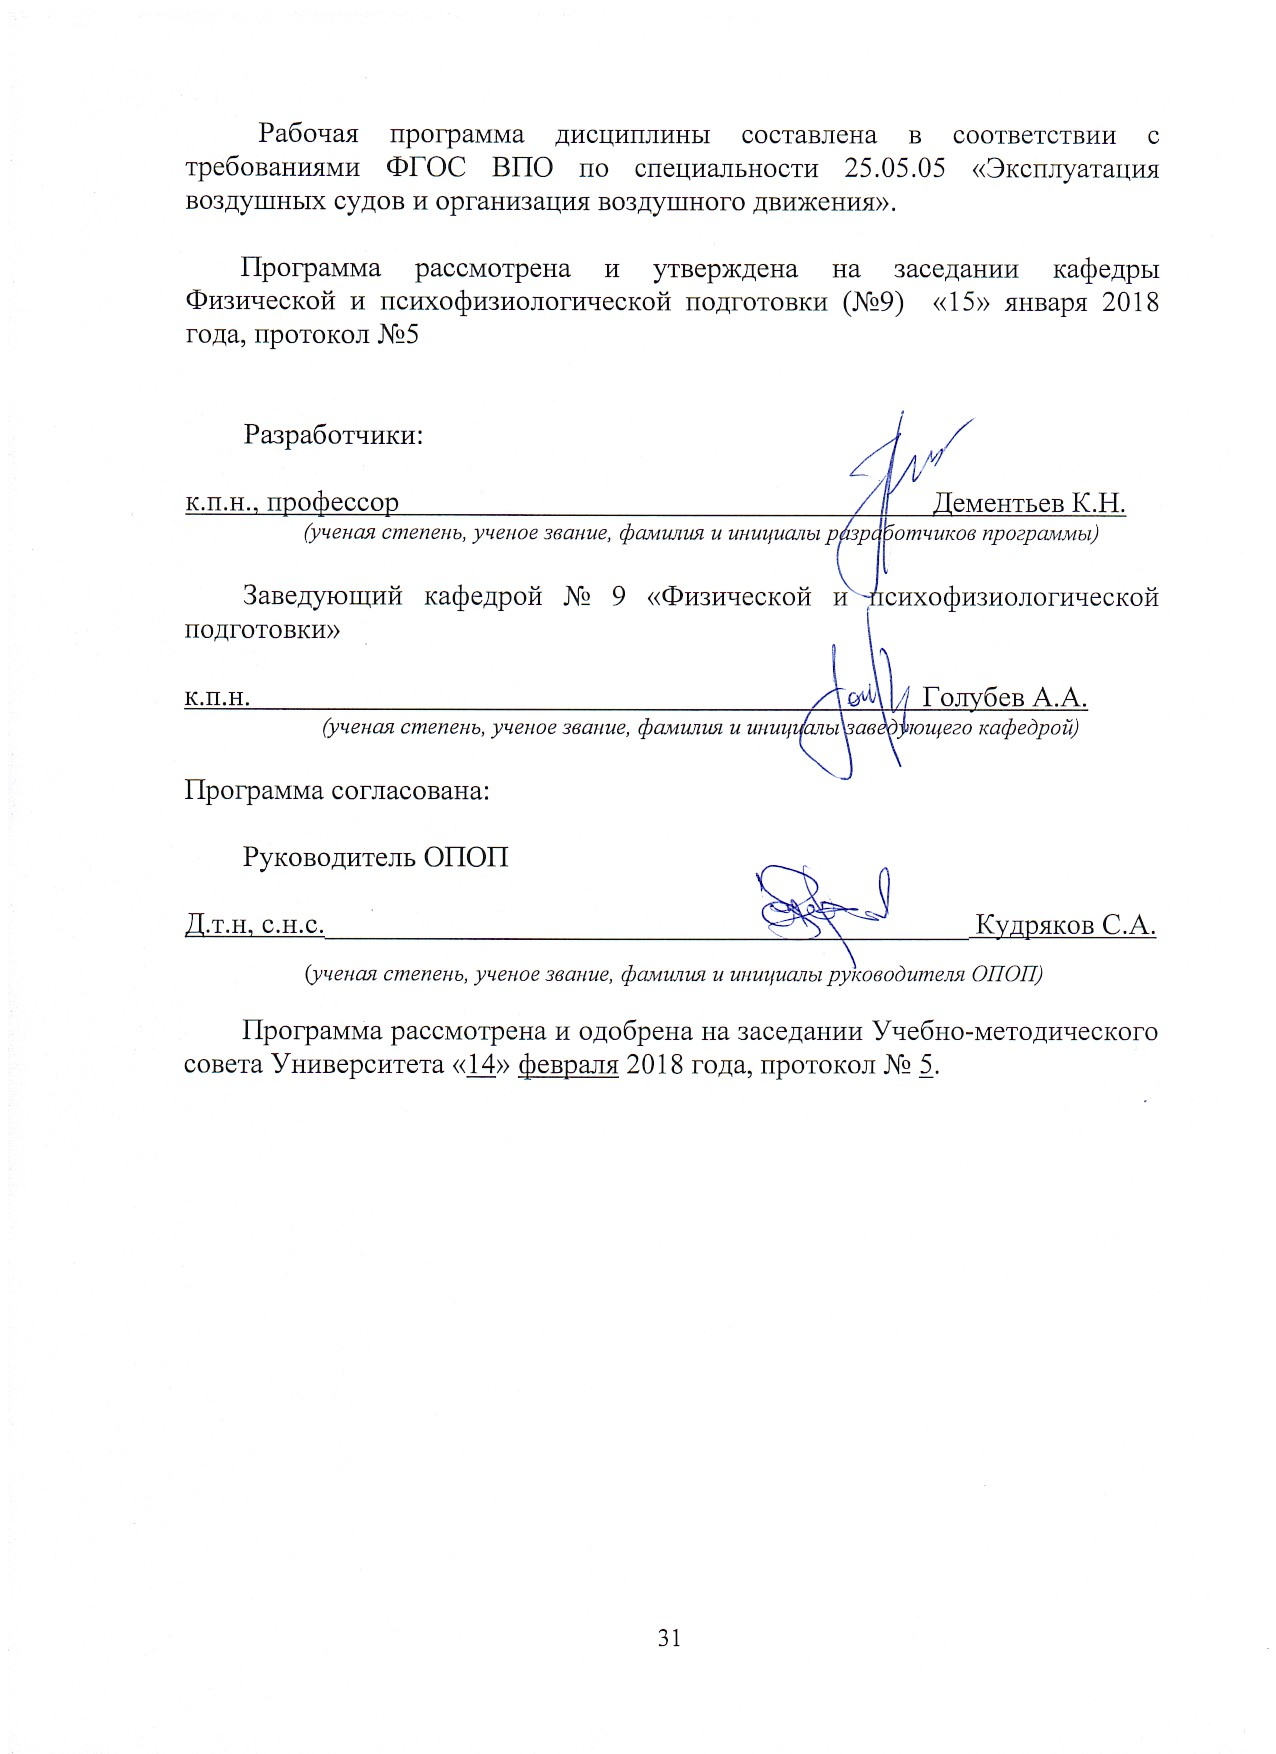 Рабочая программа дисциплины составлена в соответствии с
требованиями ФГОС ВПО по специальности 25.05.05 «Эксплуатация
воздушных судов и организация воздушного движения».
Программа рассмотрена и утверждена на заседании кафедры
Физической и психофизиологической подготовки (№9) «15» января 2018
года, протокол №5
Разработчики:
к.п.н., профессор Дементьев К.Н.
(ученая степень, ученое звание, фамилия и инициалы разработчиков программы)
Заведующий кафедрой № 9 «Физической и психофизиологической
подготовки»
к.п.н. Голубев А.А.
(ученая степень, ученое звание, фамилия и инициалы заведующего кафедрой)
Программа согласована:
Руководитель ОПОП
Д.т.н, с.н.с. Кудряков С.А.
(ученая степень, ученое звание, фамилия и инициалы руководителя ОПОП)
Программа рассмотрена и одобрена на заседании Учебно-методического
совета Университета «14» февраля 2018 года, протокол № 5.
31